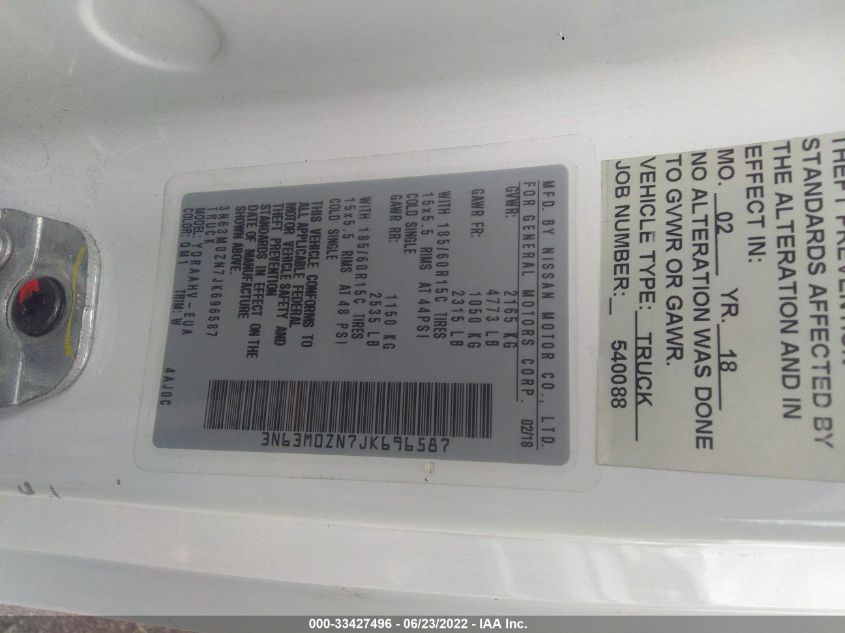 MFD. BY NISSAN MOTOR CO., LTD.
FOR GENERAL MOTORS CORP. 02/18
GVWR: 2165 KG
4773 LB
GAWR FR: 1050 KG
2315 LB
WITH 185/60R15C TIRES
15x5.5 RIMS AT 44PSI
COLD SINGLE
GAWR RR: 1150 KG
2535 LB
WITH 185/60R15C TIRES
15x5.5 RIMS AT 48 PSI
COLD SINGLE
THIS VEHICLE CONFORMS TO
ALL APPLICABLE FEDERAL
MOTOR VEHICLE SAFETY AND
THEFT PREVENTION
STANDARDS IN EFFECT ON THE
DATE OF MANUFACTURE
SHOWN ABOVE.
3N63M0ZN7JK696587
TRUCK
COLOR: QM1 TRIM: W
4AJ0C
3N63M0ZN7JK696587
THEFT PREVENTION
STANDARDS AFFECTED BY
THE ALTERATION AND IN
EFFECT IN:
MO. 02 YR. 18
NO ALTERATION WAS DONE
TO GVWR OR GAWR.
VEHICLE TYPE: TRUCK
JOB NUMBER: 540088
000-33427496 - 06/23/2022 - IAA Inc.